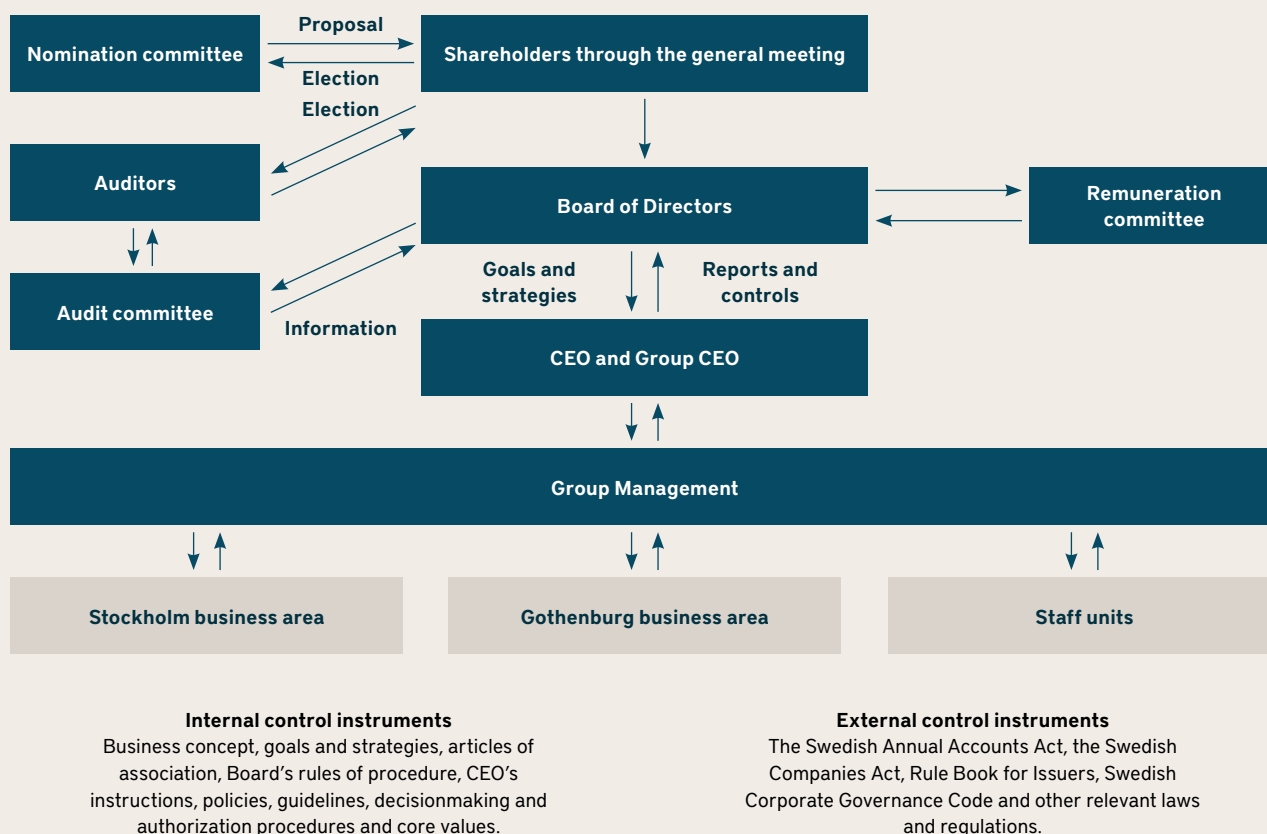 Nomination committee
Proposal
Shareholders through the general meeting
Election
Election
Auditors
Board of Directors
Remuneration
committee
Audit committee
Information
Goals and
strategies
Reports and
controls
CEO and Group CEO
Group Management
Stockholm business area
Gothenburg business area
Staff units
Internal control instruments
Business concept, goals and strategies, articles of
association, Board’s rules of procedure, CEO’s
instructions, policies, guidelines, decisionmaking and
authorization procedures and core values.
External control instruments
The Swedish Annual Accounts Act, the Swedish
Companies Act, Rule Book for Issuers, Swedish
Corporate Governance Code and other relevant laws
and regulations.